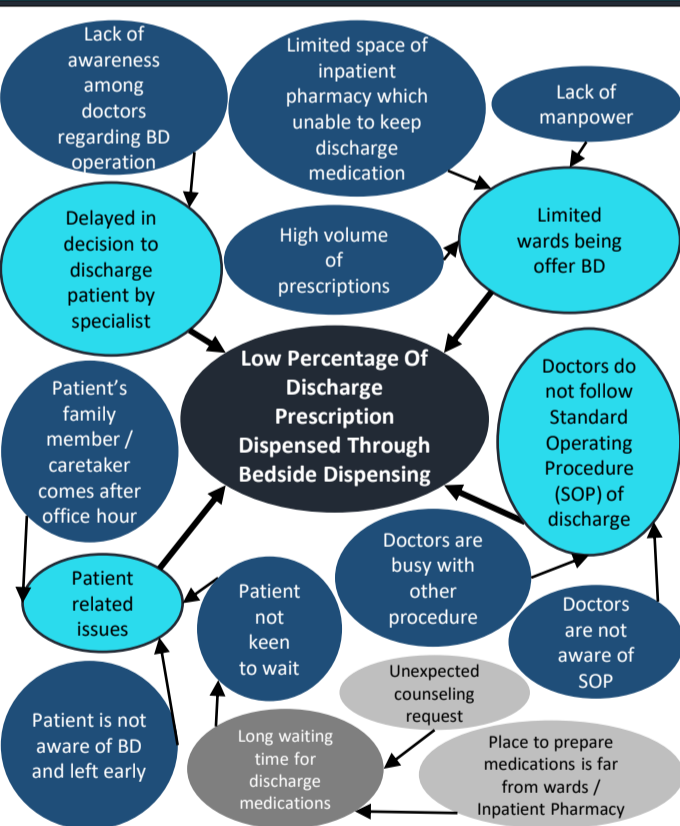 Lack of
awareness
among
doctors
regarding BD
operation
Limited space of
inpatient
pharmacy which
unable to keep
discharge
medication
Lack of
manpower
Delayed in
decision to
discharge
patient by
specialist
High volume
of
prescriptions
Limited
wards being
offer BD
Low Percentage Of
Discharge
Prescription
Dispensed Through
Bedside Dispensing
Patient’s
family
member /
caretaker
comes after
office hour
Doctors do
not follow
Standard
Operating
Procedure
(SOP) of
discharge
Patient
related
issues
Patient
not
keen
to wait
Doctors are
busy with
other
procedure
Doctors
are not
aware of
SOP
Patient is not
aware of BD
and left early
Long waiting
time for
discharge
medications
Unexpected
counseling
request
Place to prepare
medications is far
from wards /
Inpatient Pharmacy